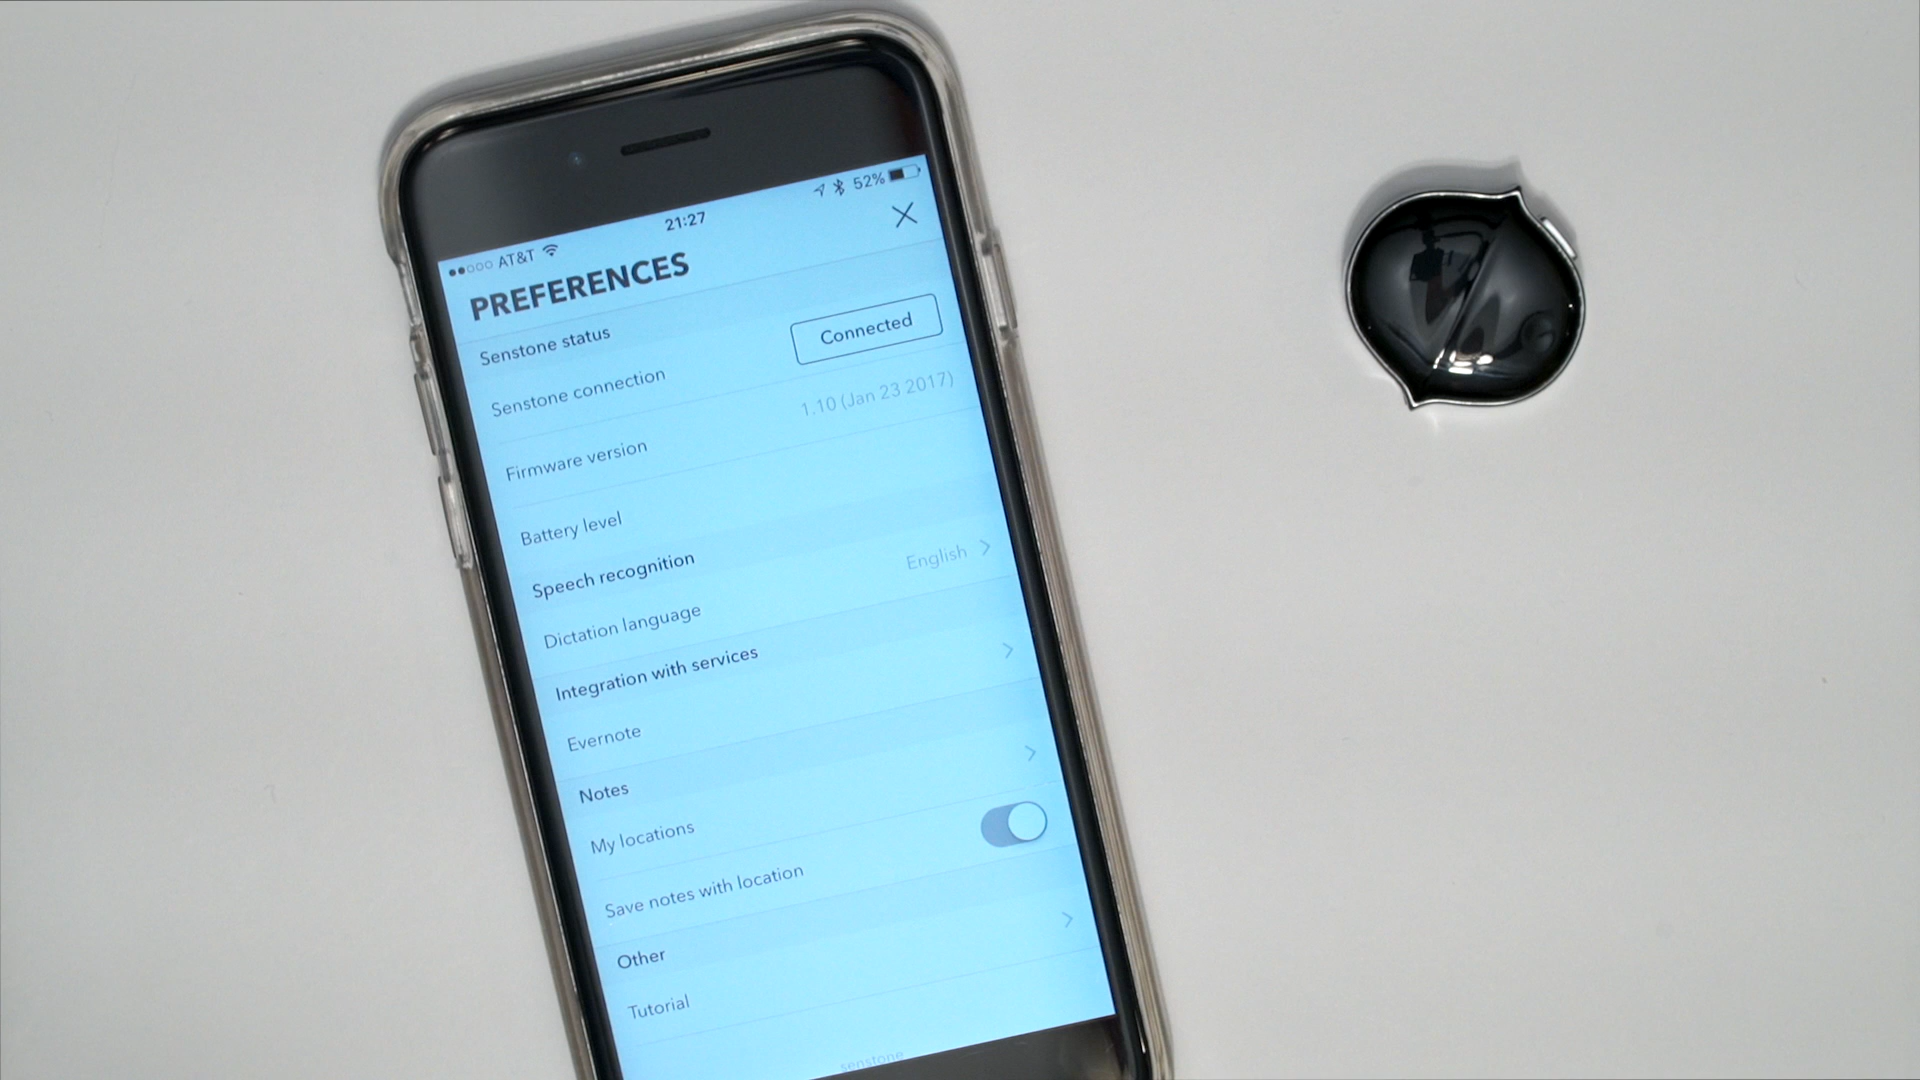 AT&T 21:27 52%
PREFERENCES
Senstone status
Senstone connection Connected
Firmware version 1.10 (Jan 23 2017)
Battery level
Speech recognition
Dictation language English
Integration with services
Evernote
Notes
My locations
Save notes with location
Other
Tutorial
senstone